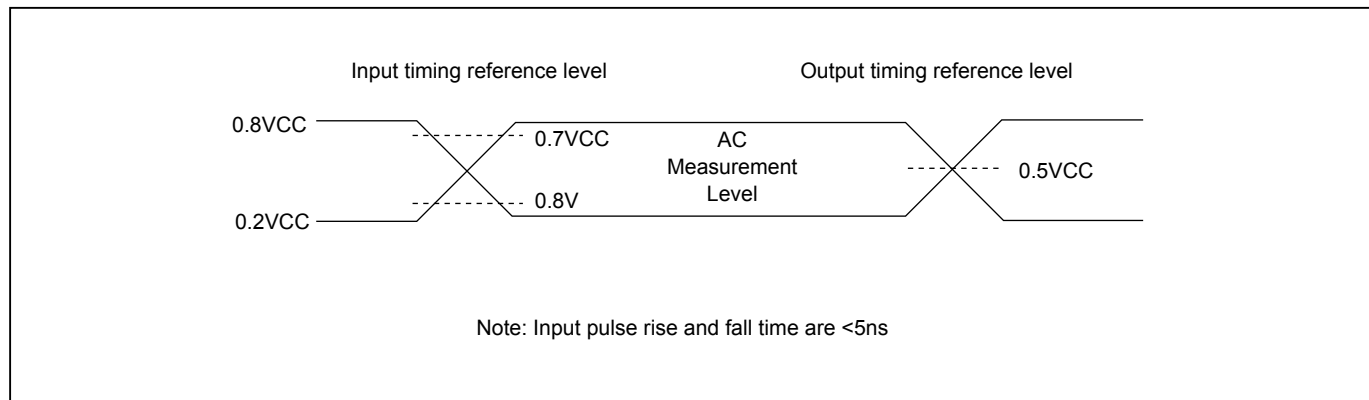 Input timing reference level
Output timing reference level
0.8VCC
0.7VCC
AC
Measurement
Level
0.5VCC
0.8V
0.2VCC
Note: Input pulse rise and fall time are <5ns